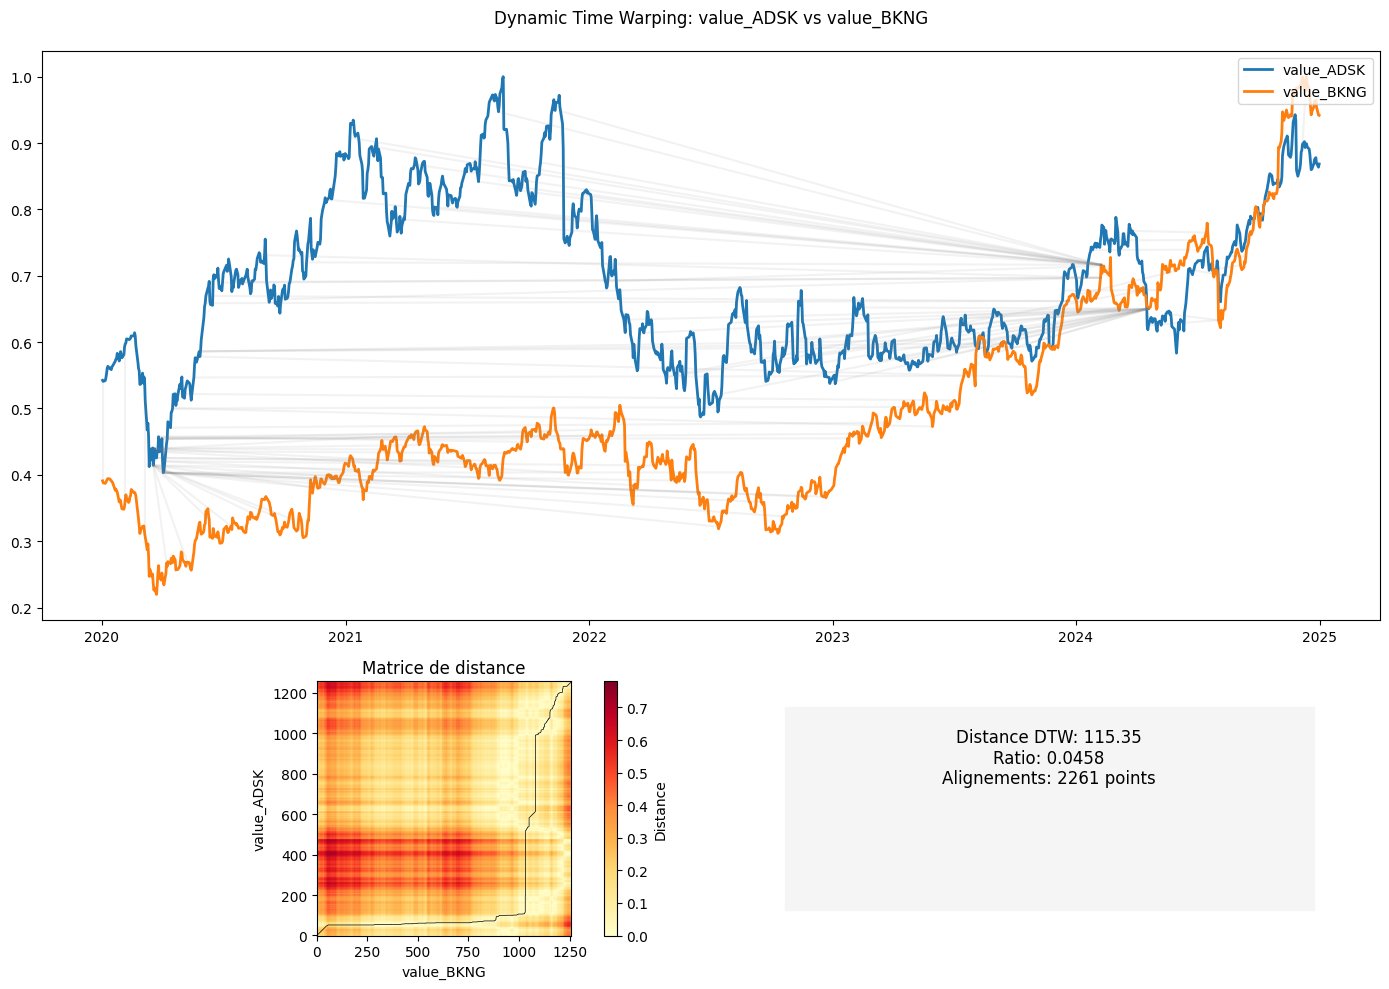 Dynamic Time Warping: value_ADSK vs value_BKNG
value_ADSK
value_BKNG
1.0
0.9
0.8
0.7
0.6
0.5
0.4
0.3
0.2
2020 2021 2022 2023 2024 2025
Matrice de distance
1200
1000
800
600
400
200
0
value_ADSK
0 250 500 750 1000 1250
value_BKNG
0.7
0.6
0.5
0.4
0.3
0.2
0.1
0.0
Distance
Distance DTW: 115.35
Ratio: 0.0458
Alignements: 2261 points